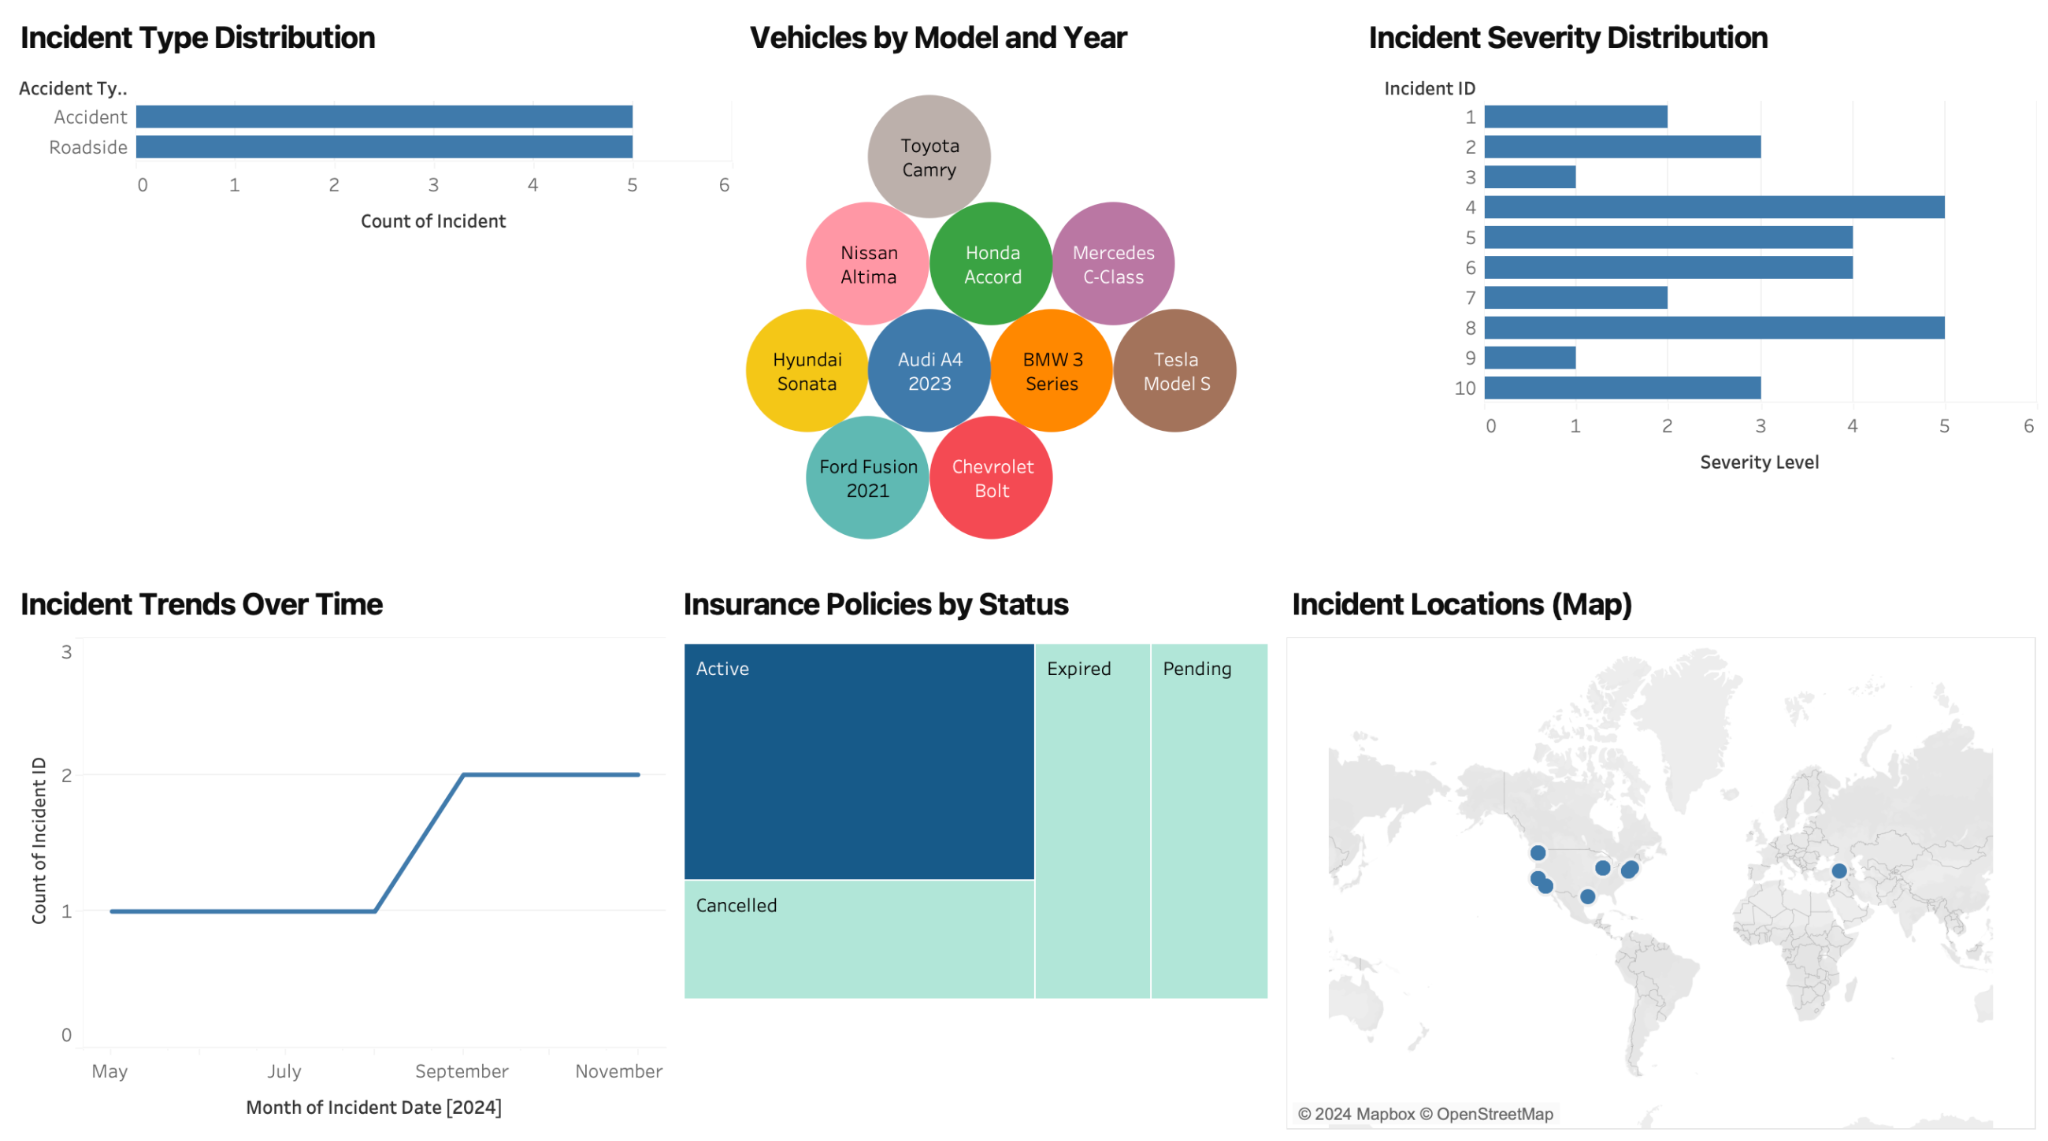 Incident Type Distribution
Accident Ty..
Accident
Roadside
0 1 2 3 4 5 6
Count of Incident
Vehicles by Model and Year
Toyota
Camry
Nissan
Altima
Honda
Accord
Mercedes
C-Class
Hyundai
Sonata
Audi A4
2023
BMW 3
Series
Tesla
Model S
Ford Fusion
2021
Chevrolet
Bolt
Incident Severity Distribution
Incident ID
1
2
3
4
5
6
7
8
9
10
0 1 2 3 4 5 6
Severity Level
Incident Trends Over Time
3
2
1
0
Count of Incident ID
May July September November
Month of Incident Date [2024]
Insurance Policies by Status
Active
Expired
Pending
Cancelled
Incident Locations (Map)
© 2024 Mapbox © OpenStreetMap